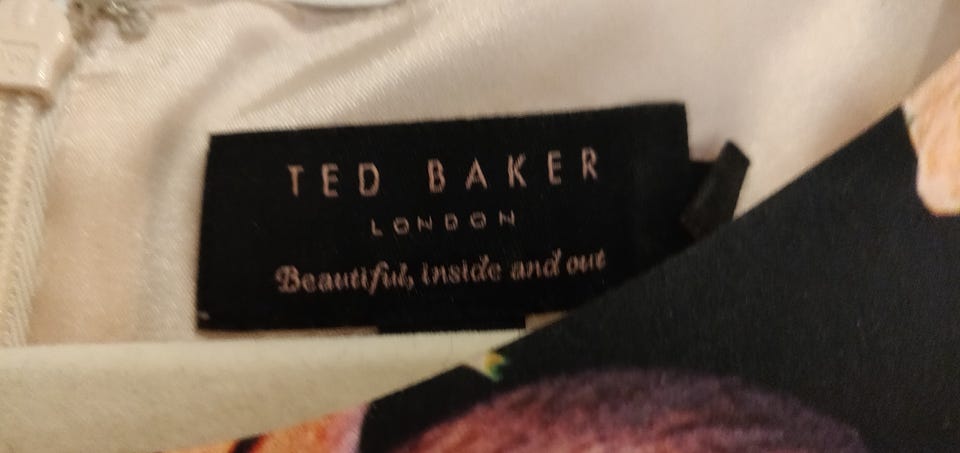 TED BAKER
LONDON
Beautiful, inside and out